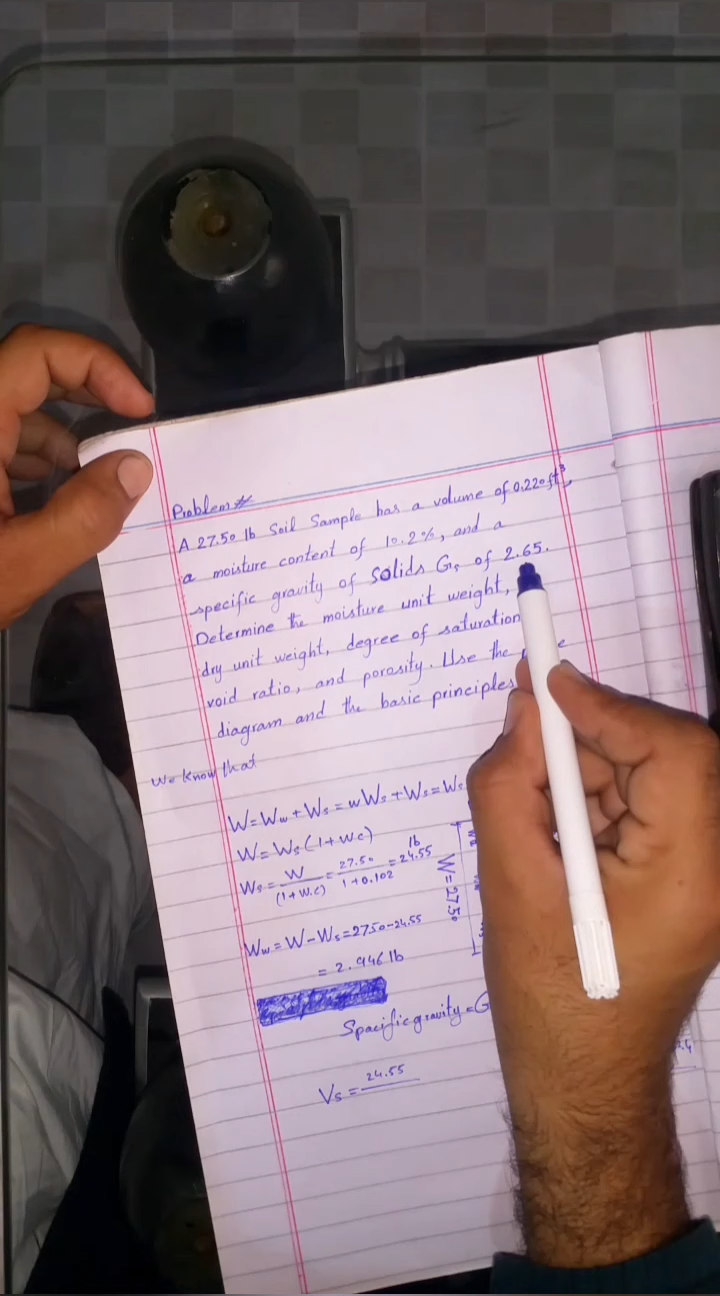 Problem
A 27.50 lb Soil Sample has a volume of 0.220 ft³,
a moisture content of 10.2%, and a
specific gravity of Solids Gs of 2.65.
Determine the moisture unit weight,
dry unit weight, degree of saturation
void ratio, and porosity. Use the
diagram and the basic principles
We know that
W=Ww+Ws=wWs+Ws=Ws
W=Ws(1+W.c)
Ws=W/(1+W.c)=27.50/1+0.102=24.55 lb
W=27.50
Ww=W-Ws=27.50-24.55
=2.946 lb
Spacific gravity=G
Vs=24.55